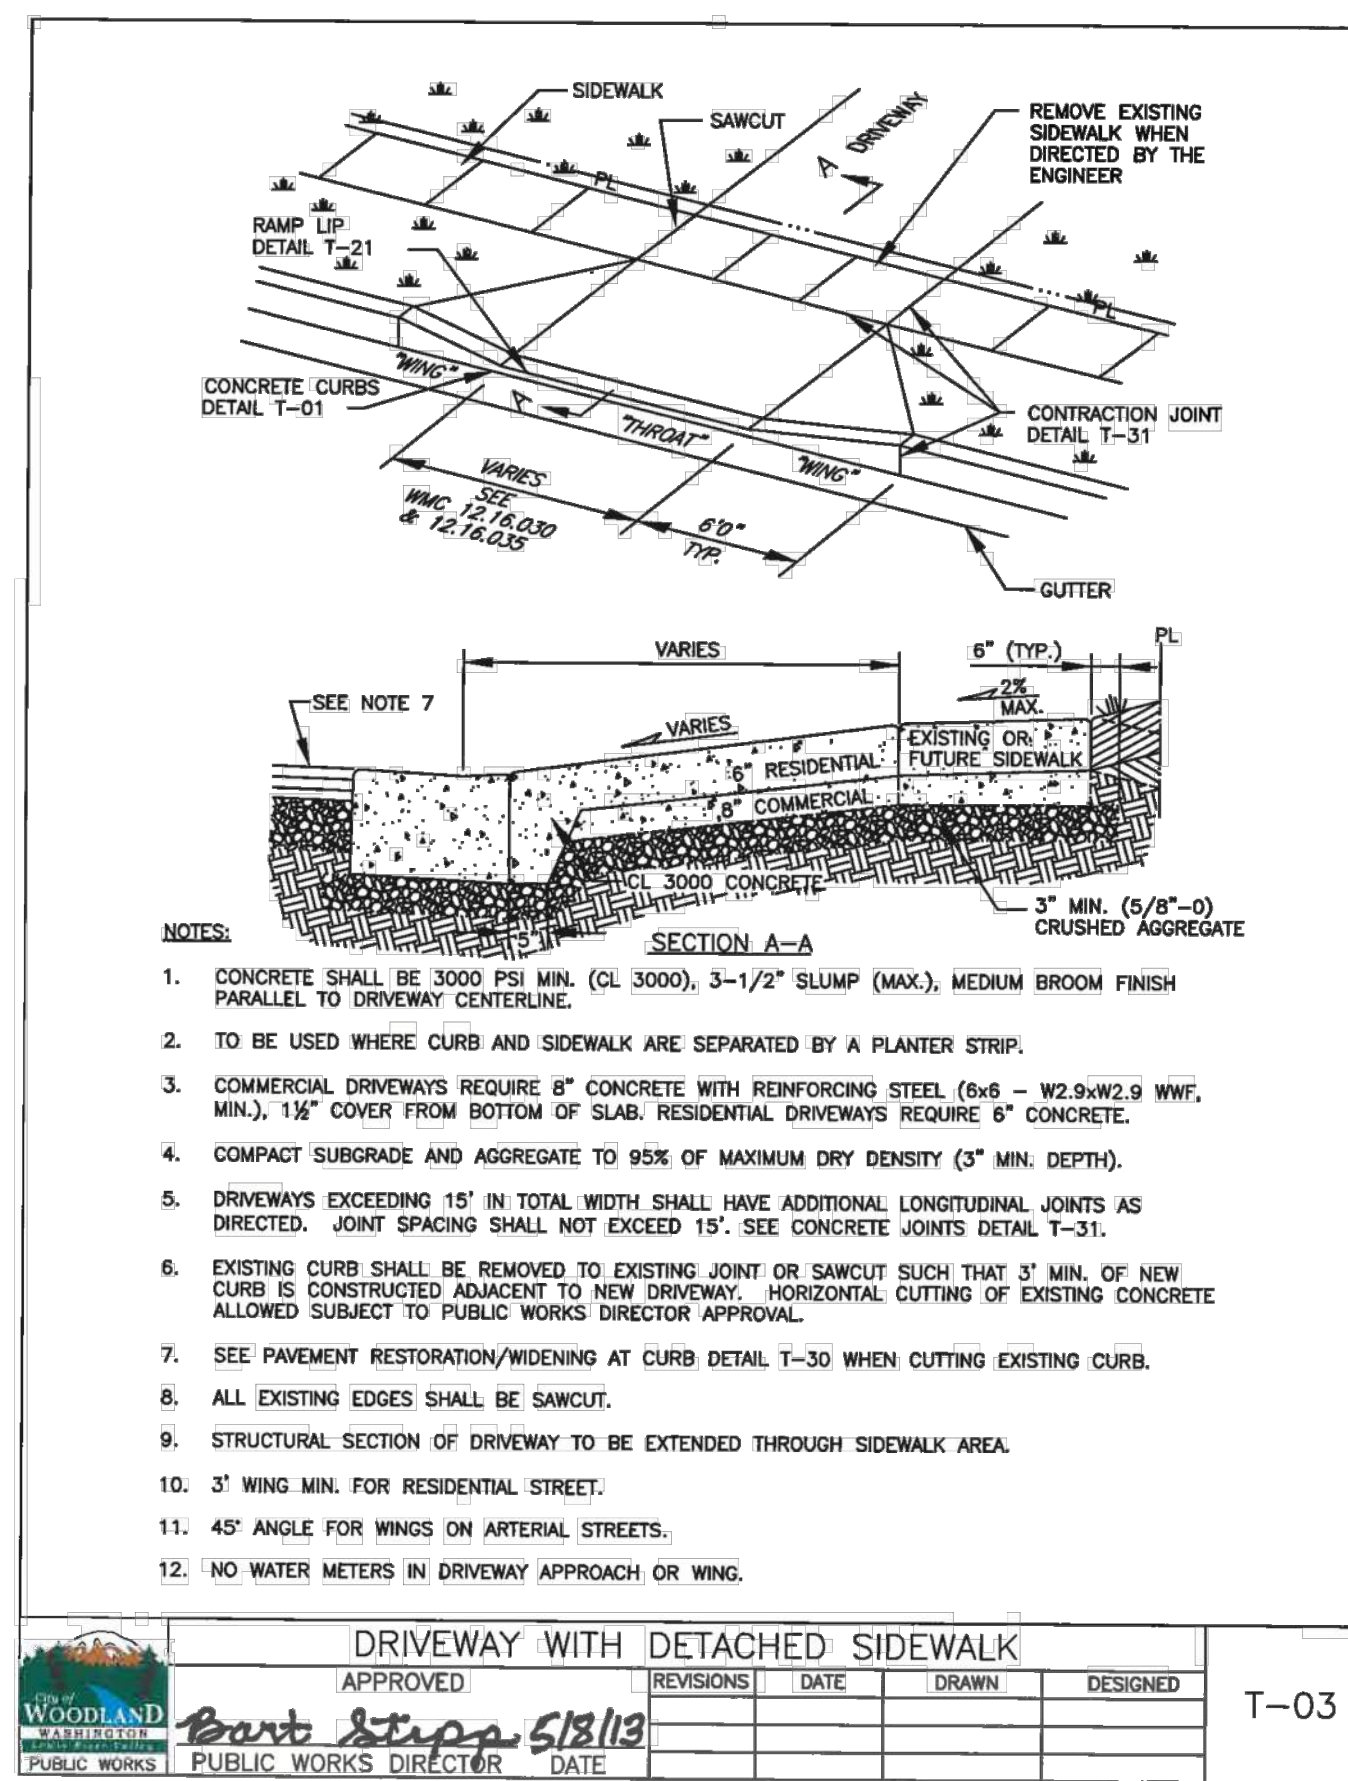 SIDEWALK
SAWCUT
DRIVEWAY
A
REMOVE EXISTING
SIDEWALK WHEN
DIRECTED BY THE
ENGINEER
PL
RAMP LIP
DETAIL T-21
PL
"WING"
CONCRETE CURBS
DETAIL T-01
A
"THROAT"
CONTRACTION JOINT
DETAIL T-31
"WING"
VARIES
SEE
WMC 12.16.030
& 12.16.035
6'0"
TYP.
GUTTER
VARIES
6" (TYP.)
PL
SEE NOTE 7
2%
MAX.
VARIES
EXISTING OR
FUTURE SIDEWALK
6" RESIDENTIAL
8" COMMERCIAL
CL 3000 CONCRETE
3" MIN. (5/8"-0)
CRUSHED AGGREGATE
5"
SECTION A-A
NOTES:
1. CONCRETE SHALL BE 3000 PSI MIN. (CL 3000), 3-1/2" SLUMP (MAX.), MEDIUM BROOM FINISH
PARALLEL TO DRIVEWAY CENTERLINE.
2. TO BE USED WHERE CURB AND SIDEWALK ARE SEPARATED BY A PLANTER STRIP.
3. COMMERCIAL DRIVEWAYS REQUIRE 8" CONCRETE WITH REINFORCING STEEL (6x6 - W2.9xW2.9 WWF,
MIN.), 1½" COVER FROM BOTTOM OF SLAB. RESIDENTIAL DRIVEWAYS REQUIRE 6" CONCRETE.
4. COMPACT SUBGRADE AND AGGREGATE TO 95% OF MAXIMUM DRY DENSITY (3" MIN. DEPTH).
5. DRIVEWAYS EXCEEDING 15' IN TOTAL WIDTH SHALL HAVE ADDITIONAL LONGITUDINAL JOINTS AS
DIRECTED. JOINT SPACING SHALL NOT EXCEED 15'. SEE CONCRETE JOINTS DETAIL T-31.
6. EXISTING CURB SHALL BE REMOVED TO EXISTING JOINT OR SAWCUT SUCH THAT 3' MIN. OF NEW
CURB IS CONSTRUCTED ADJACENT TO NEW DRIVEWAY. HORIZONTAL CUTTING OF EXISTING CONCRETE
ALLOWED SUBJECT TO PUBLIC WORKS DIRECTOR APPROVAL.
7. SEE PAVEMENT RESTORATION/WIDENING AT CURB DETAIL T-30 WHEN CUTTING EXISTING CURB.
8. ALL EXISTING EDGES SHALL BE SAWCUT.
9. STRUCTURAL SECTION OF DRIVEWAY TO BE EXTENDED THROUGH SIDEWALK AREA.
10. 3' WING MIN. FOR RESIDENTIAL STREET.
11. 45° ANGLE FOR WINGS ON ARTERIAL STREETS.
12. NO WATER METERS IN DRIVEWAY APPROACH OR WING.
DRIVEWAY WITH DETACHED SIDEWALK
APPROVED
REVISIONS DATE DRAWN DESIGNED
T-03
City of
WOODLAND
WASHINGTON
PUBLIC WORKS
Bart Stepp 5/8/13
PUBLIC WORKS DIRECTOR DATE